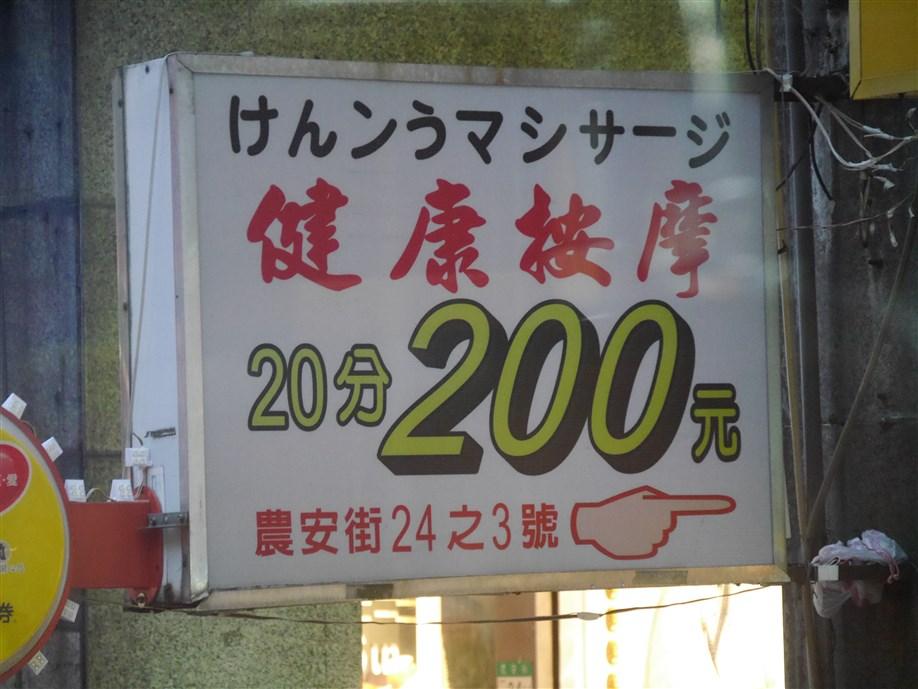 けんンうマシサージ
健康按摩
20分200元
農安街24之3號
券